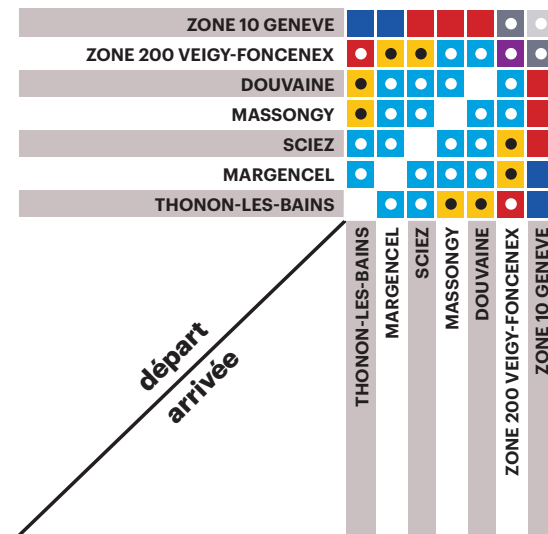 ZONE 10 GENEVE
ZONE 200 VEIGY-FONCENEX
DOUVAINE
MASSONGY
SCIEZ
MARGENCEL
THONON-LES-BAINS
départ
arrivée
THONON-LES-BAINS
MARGENCEL
SCIEZ
MASSONGY
DOUVAINE
ZONE 200 VEIGY-FONCENEX
ZONE 10 GENEVE